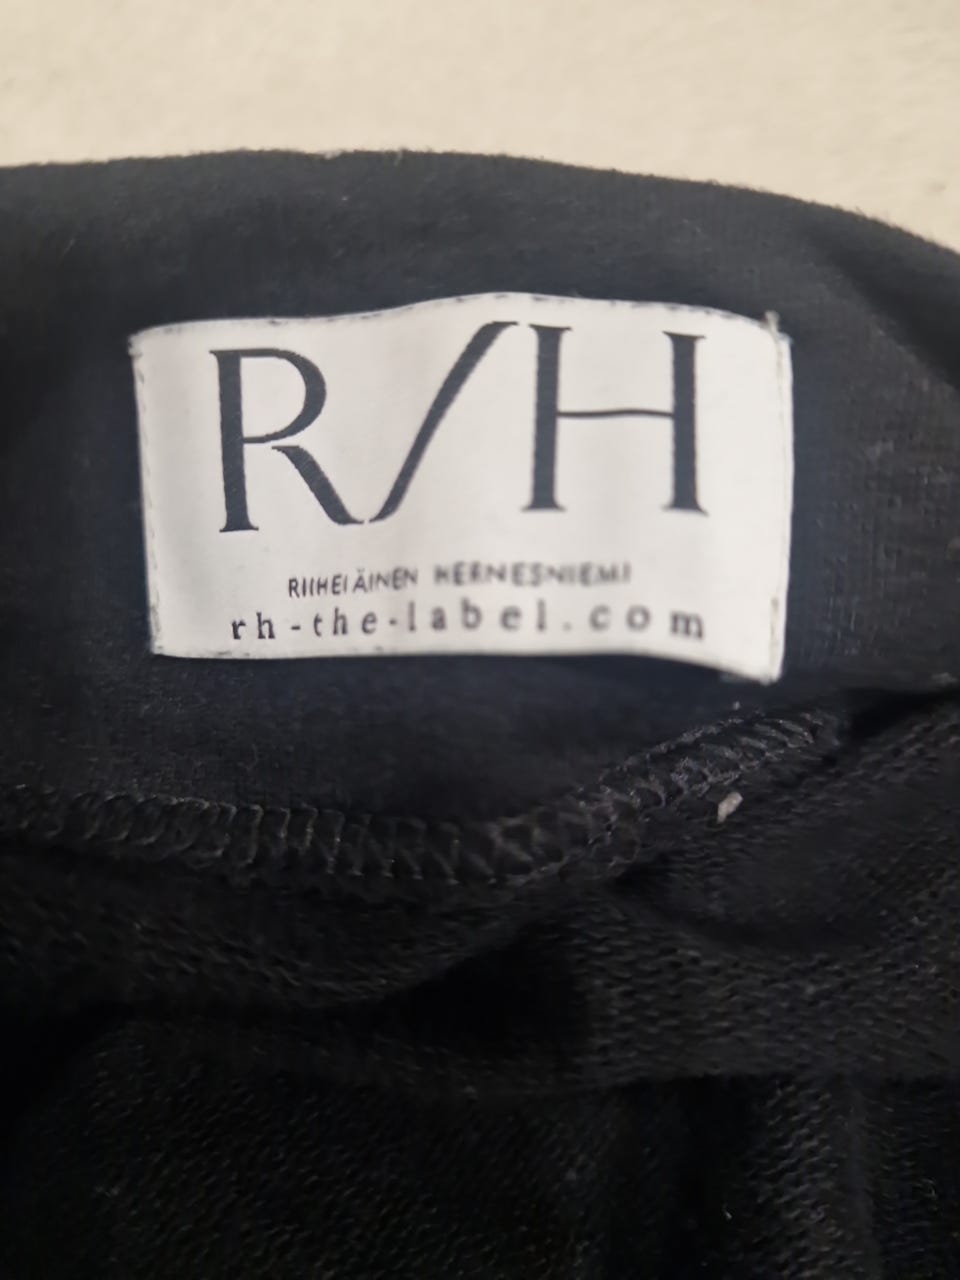 R/H
RIIHELÄINEN HERNESNIEMI
rh-the-label.com